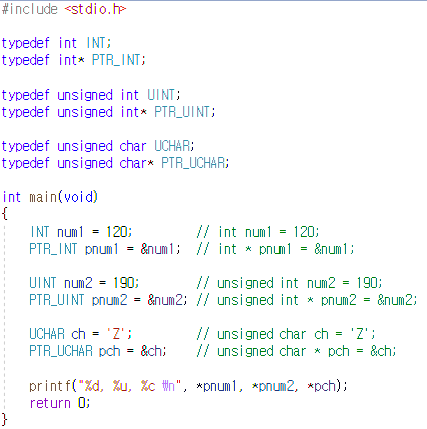 #include <stdio.h>
typedef int INT;
typedef int* PTR_INT;
typedef unsigned int UINT;
typedef unsigned int* PTR_UINT;
typedef unsigned char UCHAR;
typedef unsigned char* PTR_UCHAR;
int main(void)
{
INT num1 = 120; // int num1 = 120;
PTR_INT pnum1 = &num1; // int * pnum1 = &num1;
UINT num2 = 190; // unsigned int num2 = 190;
PTR_UINT pnum2 = &num2; // unsigned int * pnum2 = &num2;
UCHAR ch = 'Z'; // unsigned char ch = 'Z';
PTR_UCHAR pch = &ch; // unsigned char * pch = &ch;
printf("%d, %u, %c ₩n", *pnum1, *pnum2, *pch);
return 0;
}